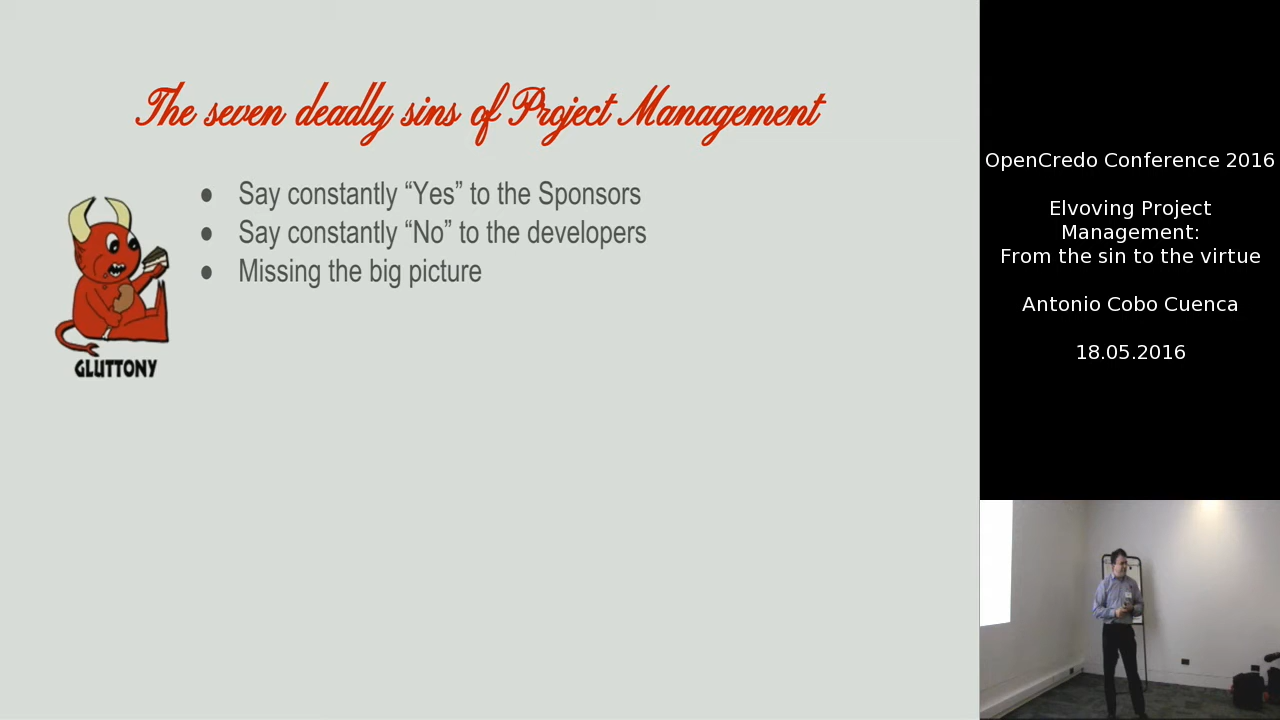 The seven deadly sins of Project Management
● Say constantly “Yes” to the Sponsors
● Say constantly “No” to the developers
● Missing the big picture
GLUTTONY
OpenCredo Conference 2016
Elvoving Project
Management:
From the sin to the virtue
Antonio Cobo Cuenca
18.05.2016